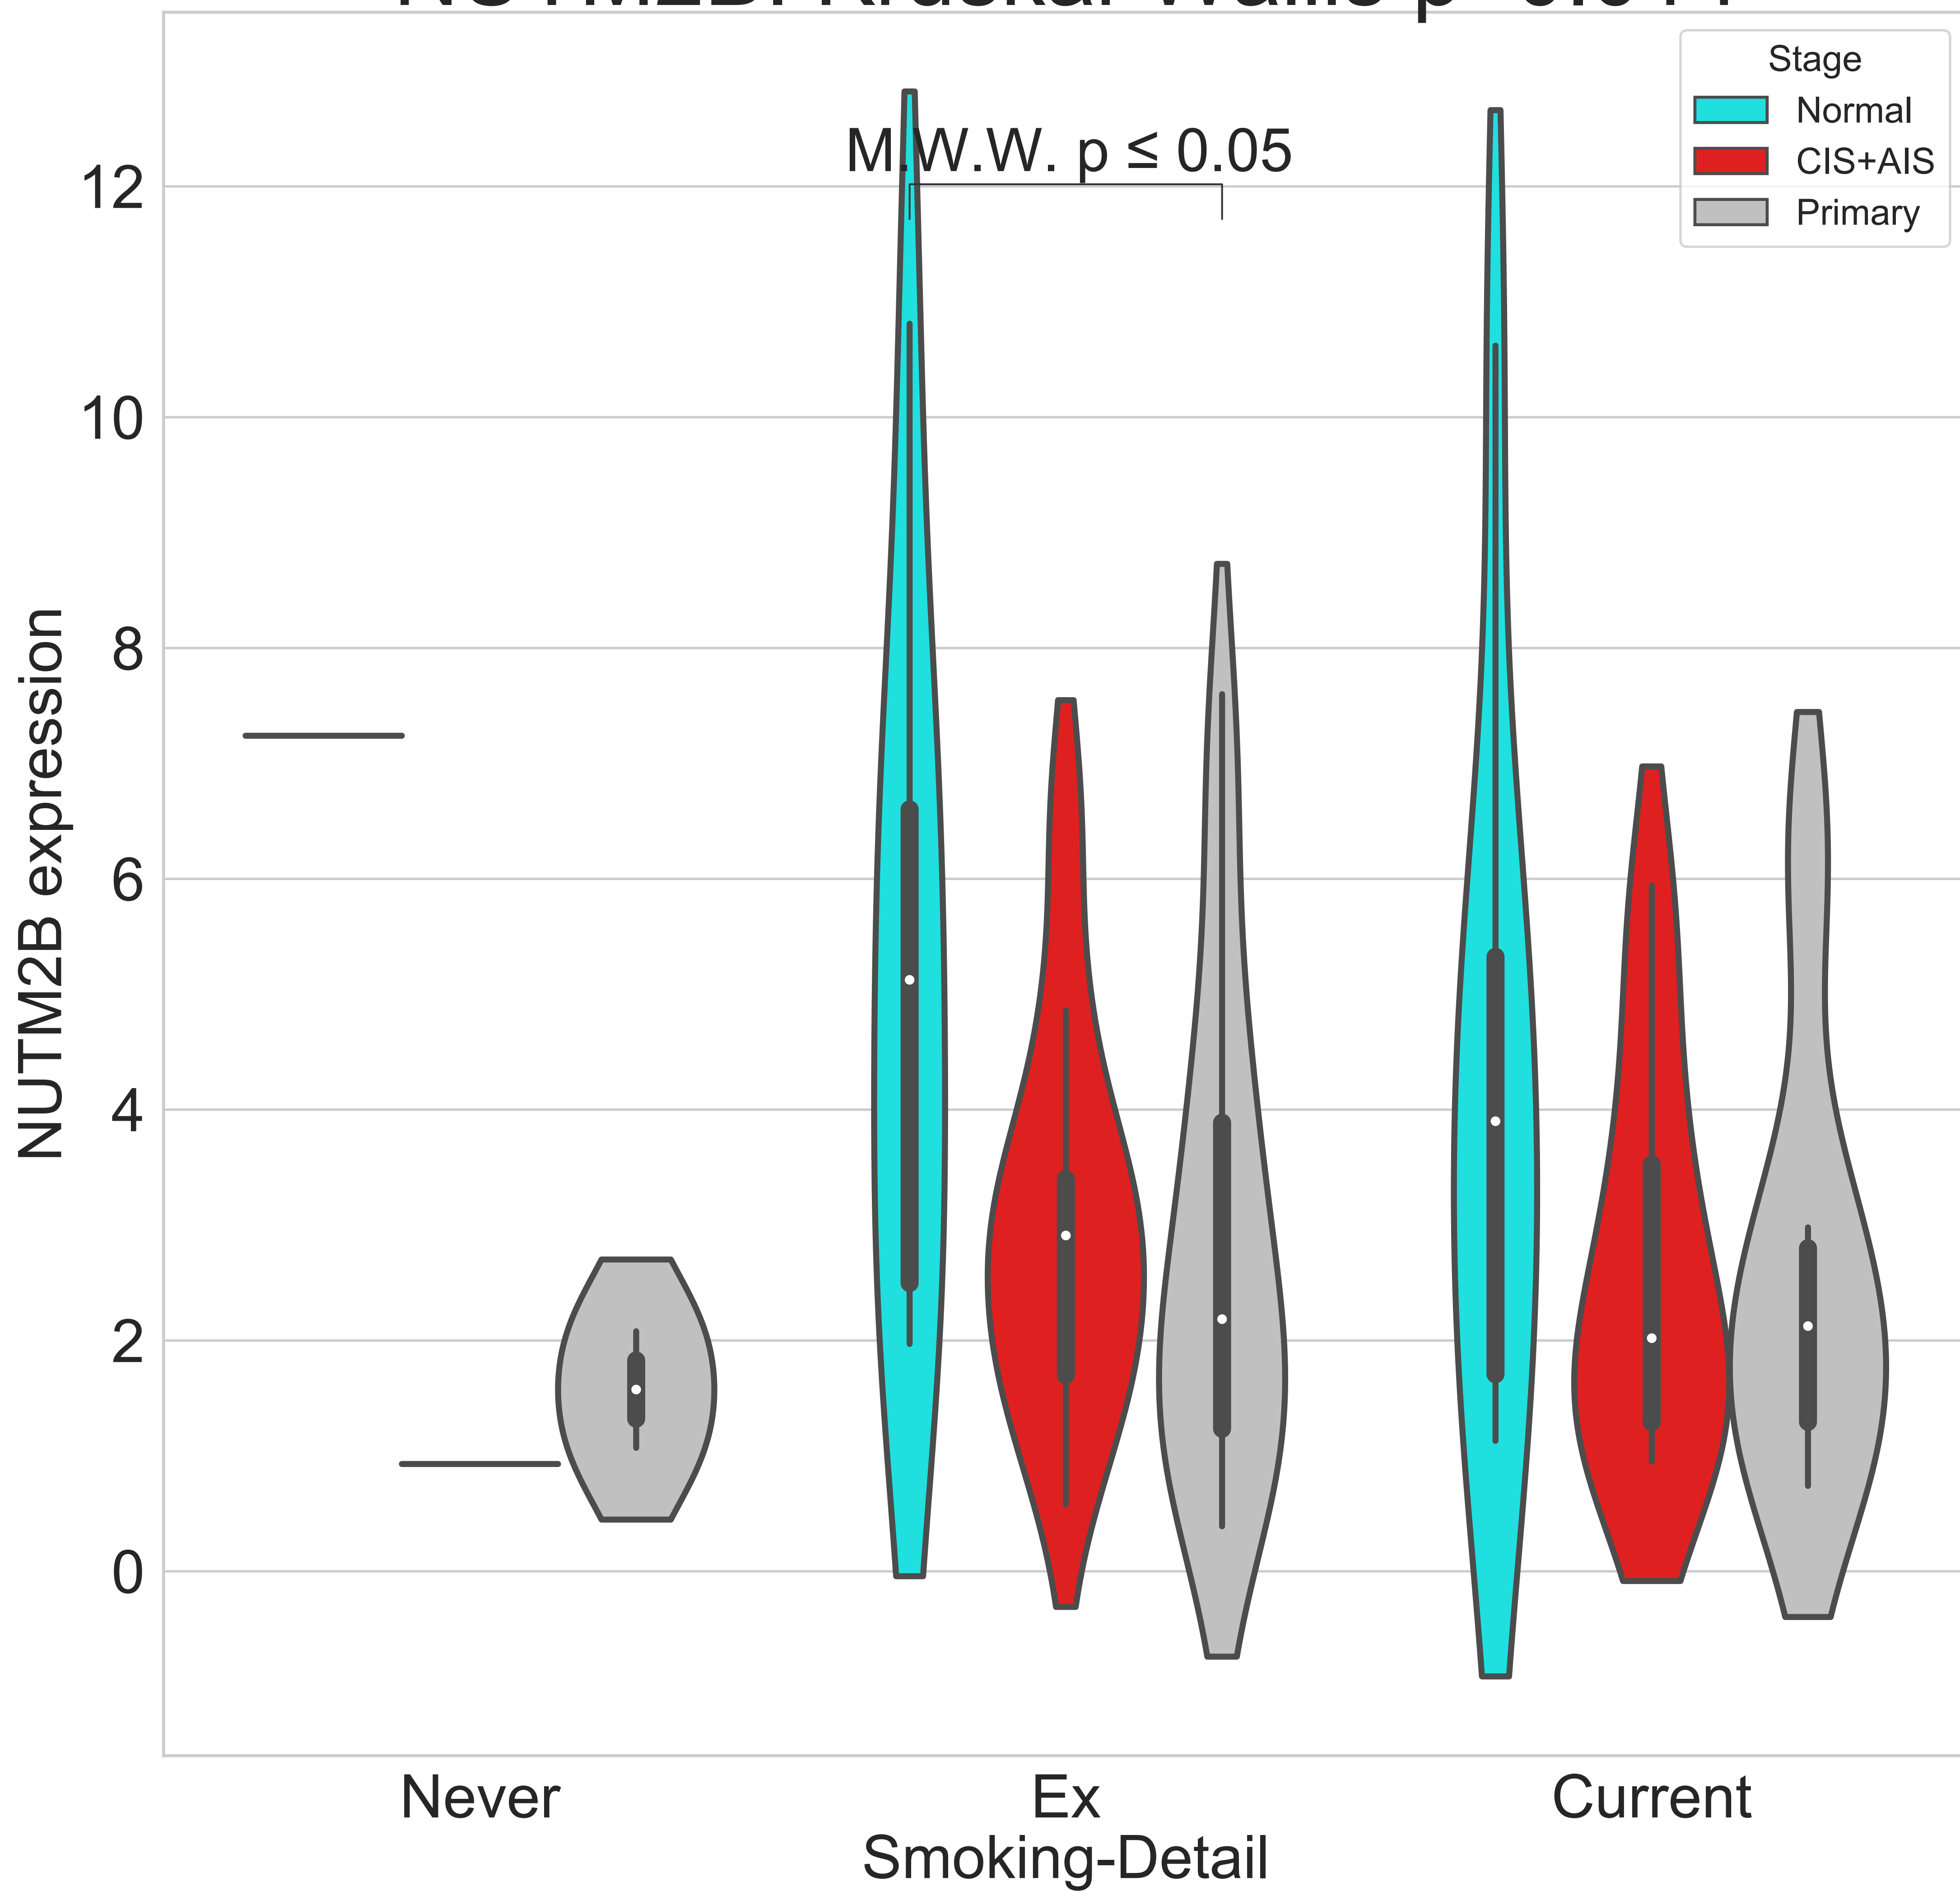 Stage
Normal
CIS+AIS
Primary
M.W.W. p ≤ 0.05
12
10
8
6
4
2
0
NUTM2B expression
Never
Ex
Current
Smoking-Detail